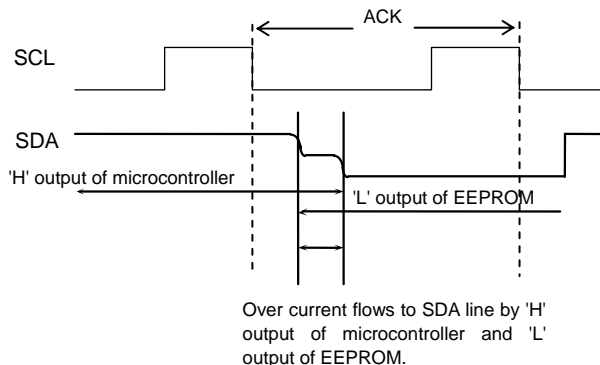 ACK
SCL
SDA
'H' output of microcontroller
'L' output of EEPROM
Over current flows to SDA line by 'H'
output of microcontroller and 'L'
output of EEPROM.